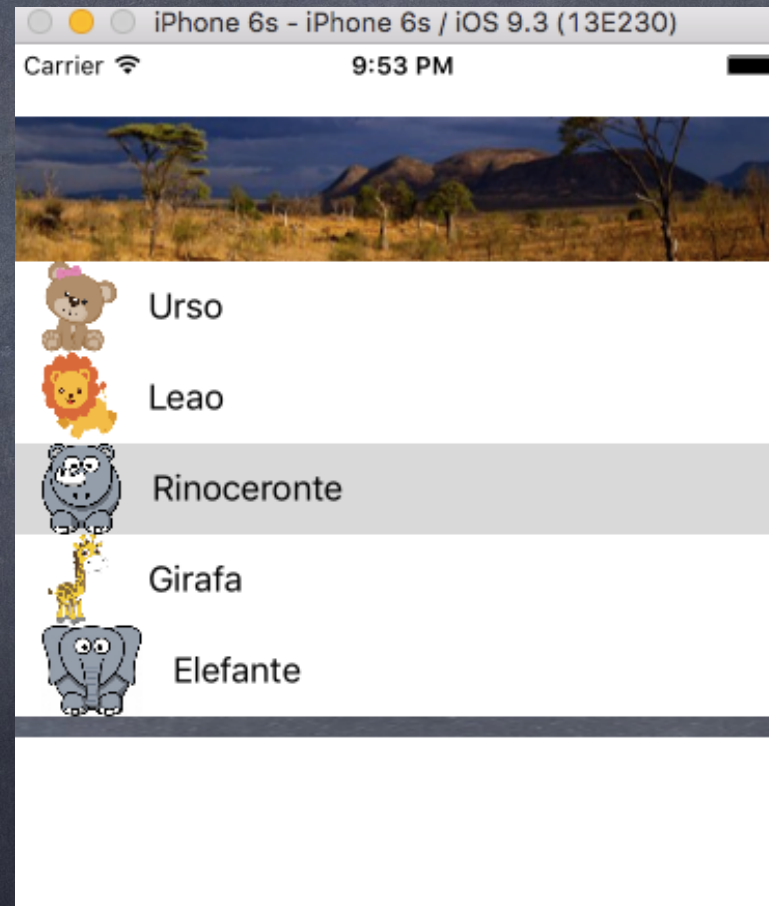 iPhone 6s - iPhone 6s / iOS 9.3 (13E230)
Carrier 9:53 PM
Urso
Leao
Rinoceronte
Girafa
Elefante